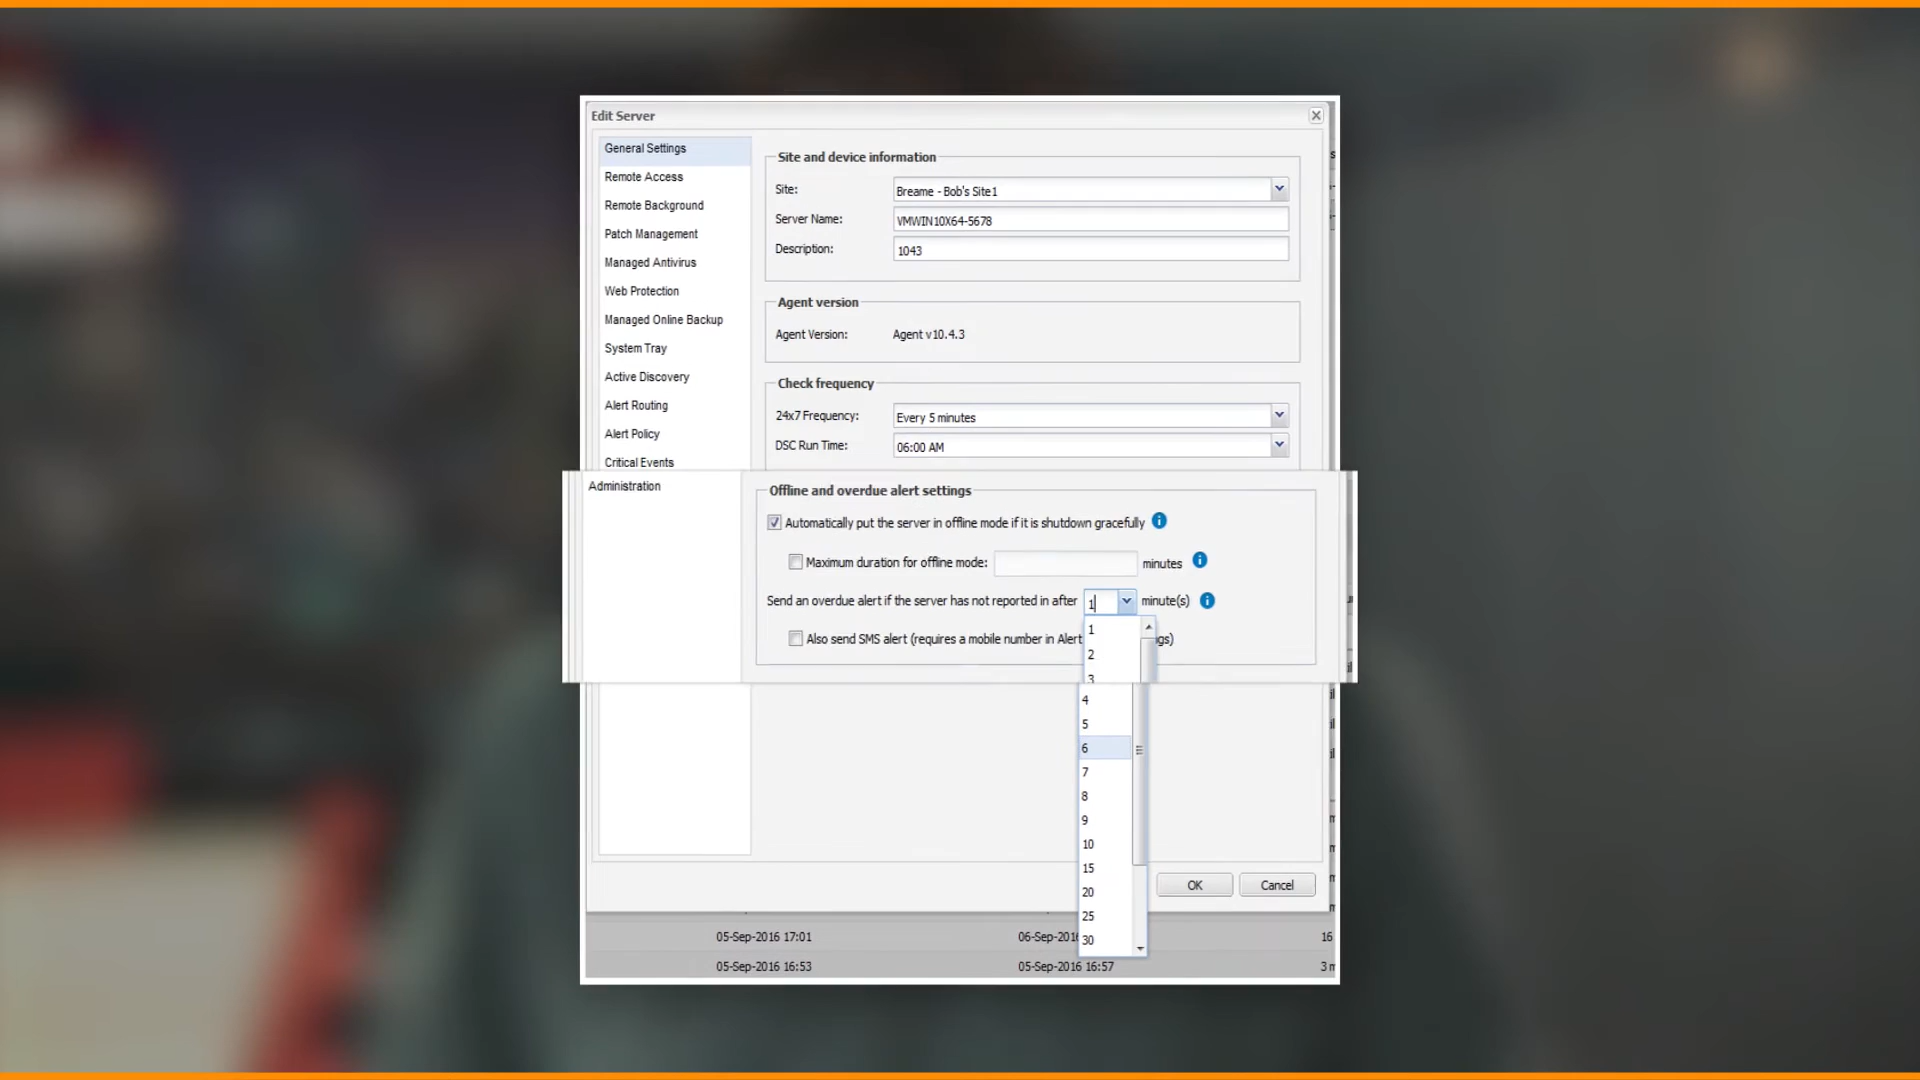 Edit Server
General Settings
Remote Access
Remote Background
Patch Management
Managed Antivirus
Web Protection
Managed Online Backup
System Tray
Active Discovery
Alert Routing
Alert Policy
Critical Events
Administration
Site and device information
Site: Breame - Bob's Site1
Server Name: VMWIN10X64-5678
Description: 1043
Agent version
Agent Version: Agent v10.4.3
Check frequency
24x7 Frequency: Every 5 minutes
DSC Run Time: 06:00 AM
Offline and overdue alert settings
Automatically put the server in offline mode if it is shutdown gracefully
Maximum duration for offline mode: minutes
Send an overdue alert if the server has not reported in after 1 minute(s)
Also send SMS alert (requires a mobile number in Alert
1
2
3
4
5
6
7
8
9
10
15
20
25
30
OK Cancel
05-Sep-2016 17:01 06-Sep-2016 16
05-Sep-2016 16:53 05-Sep-2016 16:57 3